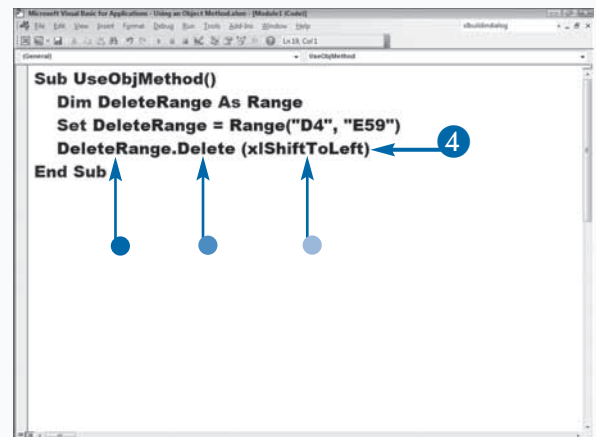 Microsoft Visual Basic for Applications - Using an Object Method.xlsm - [Module1 (Code)]
File Edit View Insert Format Debug Run Tools Add-Ins Window Help
xlbuildindialog
Ln 19, Col 1
(General)
UseObjMethod
Sub UseObjMethod()
Dim DeleteRange As Range
Set DeleteRange = Range("D4", "E59")
DeleteRange.Delete (xlShiftToLeft)
4
End Sub